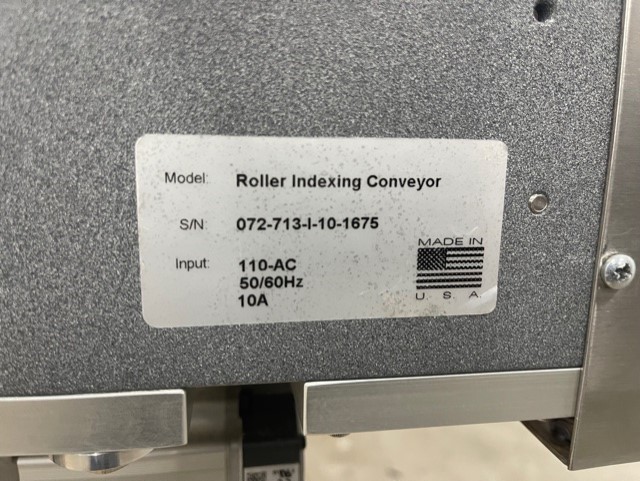 Model: Roller Indexing Conveyor
S/N: 072-713-I-10-1675
Input: 110-AC
50/60Hz
10A
MADE IN
U.S.A.